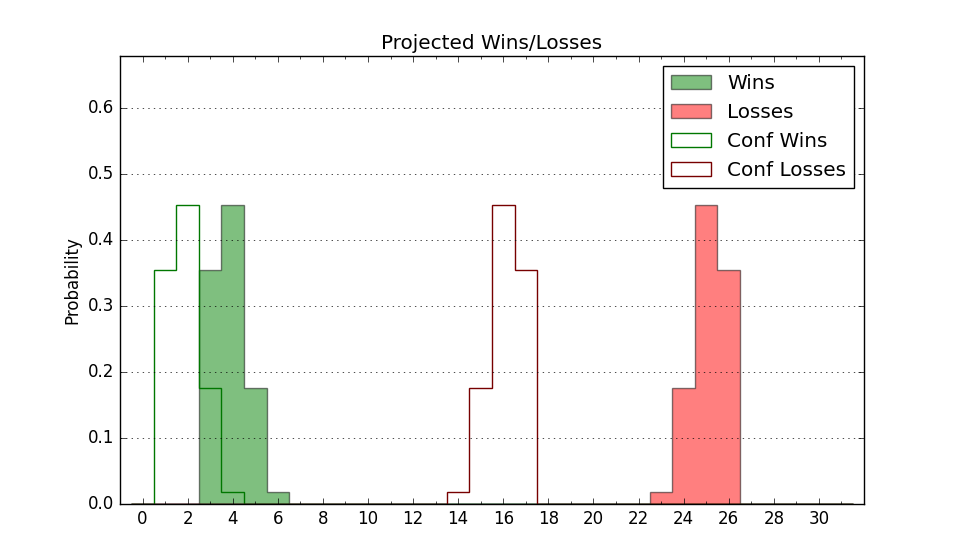 Projected Wins/Losses
Wins
Losses
Conf Wins
Conf Losses
Probability
0.6
0.5
0.4
0.3
0.2
0.1
0.0
0 2 4 6 8 10 12 14 16 18 20 22 24 26 28 30